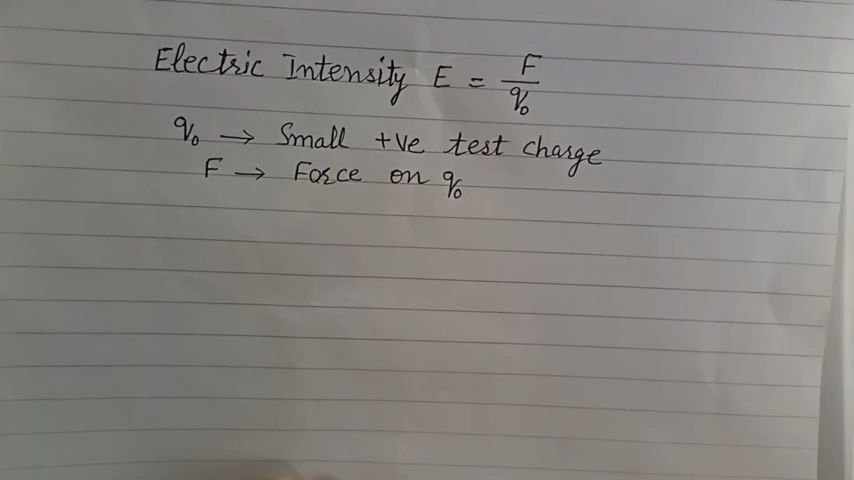 Electric Intensity E = F/q₀
q₀ → Small +ve test charge
F → Force on q₀